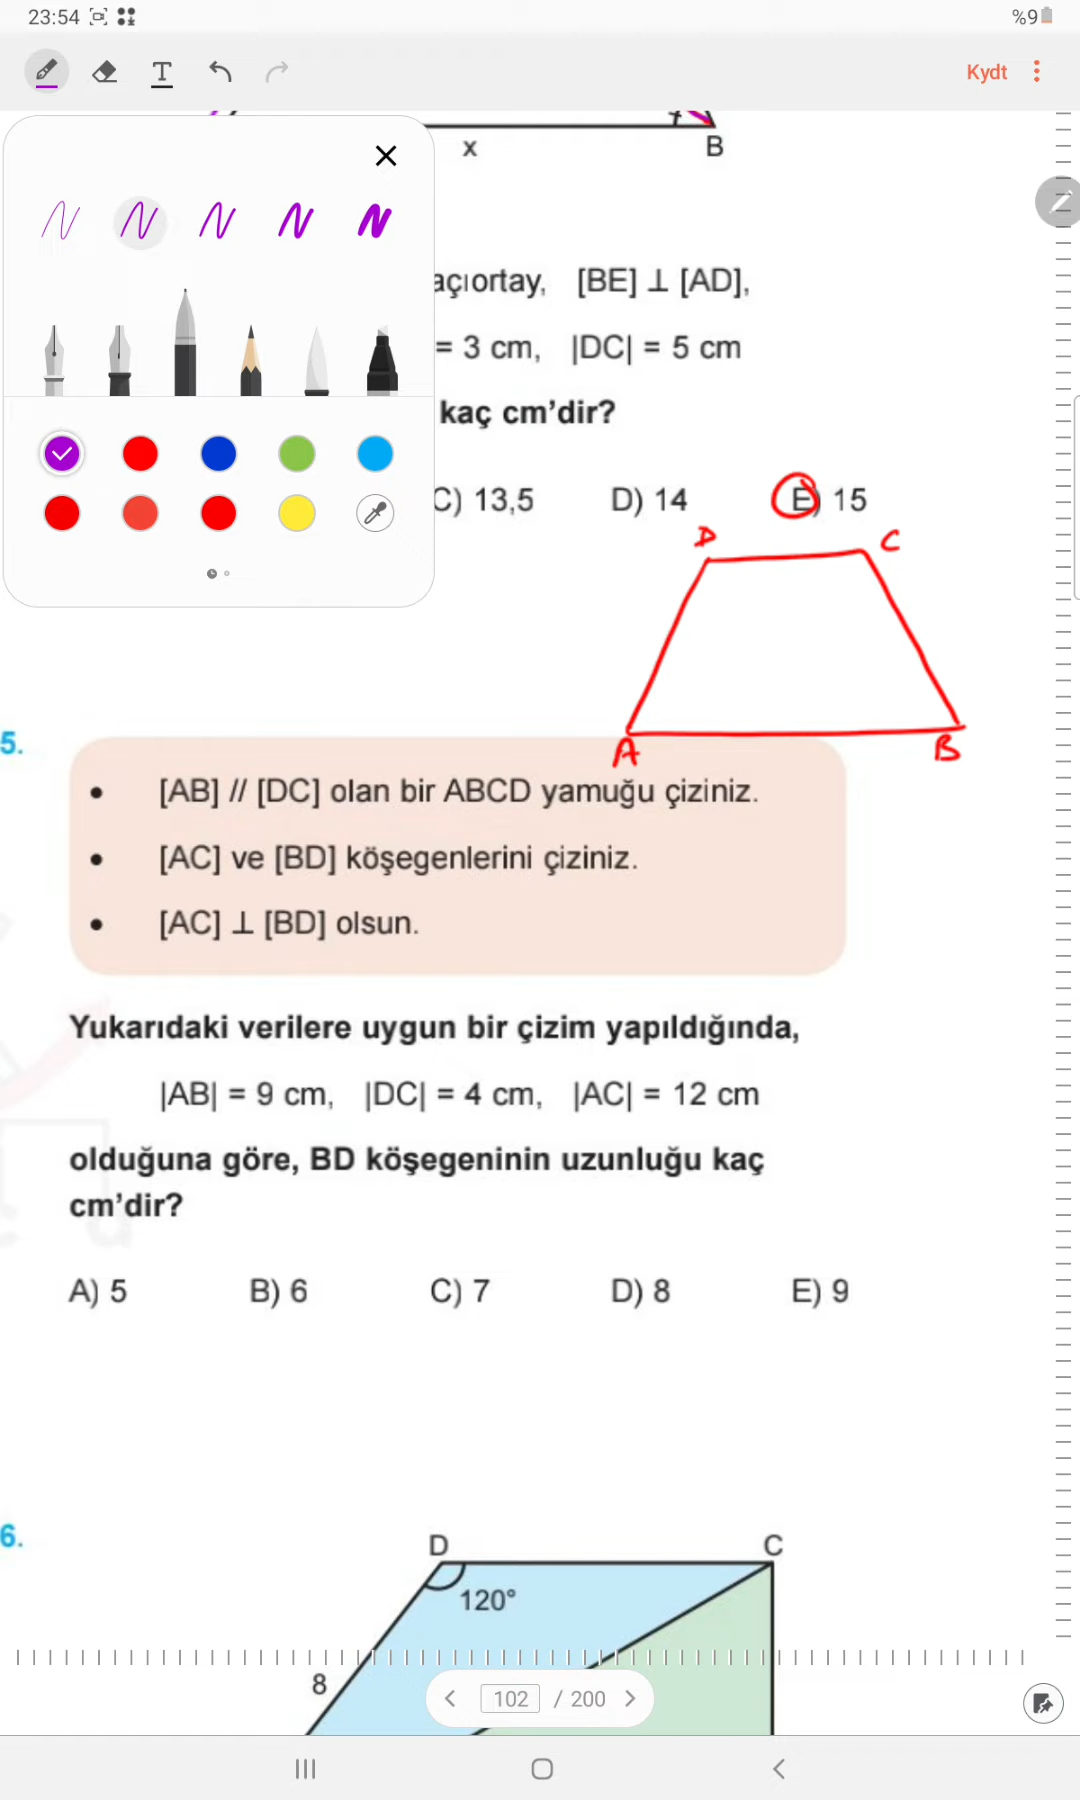 23:54
%9
Kydt
x
B
açıortay, [BE] ⊥ [AD],
= 3 cm, |DC| = 5 cm
kaç cm'dir?
C) 13,5 D) 14 E) 15
D C
A B
5.
• [AB] // [DC] olan bir ABCD yamuğu çiziniz.
• [AC] ve [BD] köşegenlerini çiziniz.
• [AC] ⊥ [BD] olsun.
Yukarıdaki verilere uygun bir çizim yapıldığında,
|AB| = 9 cm, |DC| = 4 cm, |AC| = 12 cm
olduğuna göre, BD köşegeninin uzunluğu kaç
cm'dir?
A) 5 B) 6 C) 7 D) 8 E) 9
6.
D C
120°
8
102 / 200